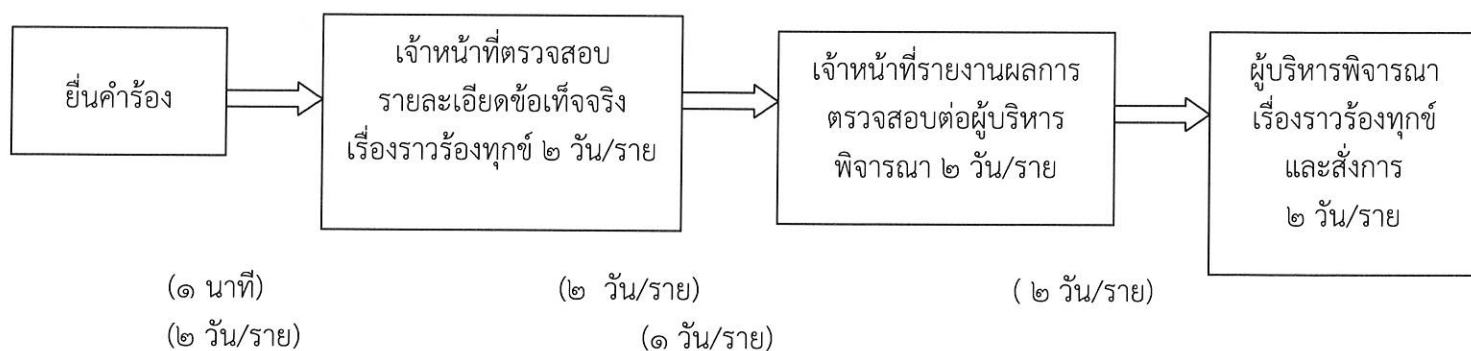 ยื่นคำร้อง
เจ้าหน้าที่ตรวจสอบ
รายละเอียดข้อเท็จจริง
เรื่องราวร้องทุกข์ ๒ วัน/ราย
เจ้าหน้าที่รายงานผลการ
ตรวจสอบต่อผู้บริหาร
พิจารณา ๒ วัน/ราย
ผู้บริหารพิจารณา
เรื่องราวร้องทุกข์
และสั่งการ
๒ วัน/ราย
(๑ นาที) (๒ วัน/ราย) ( ๒ วัน/ราย)
(๒ วัน/ราย) (๑ วัน/ราย)